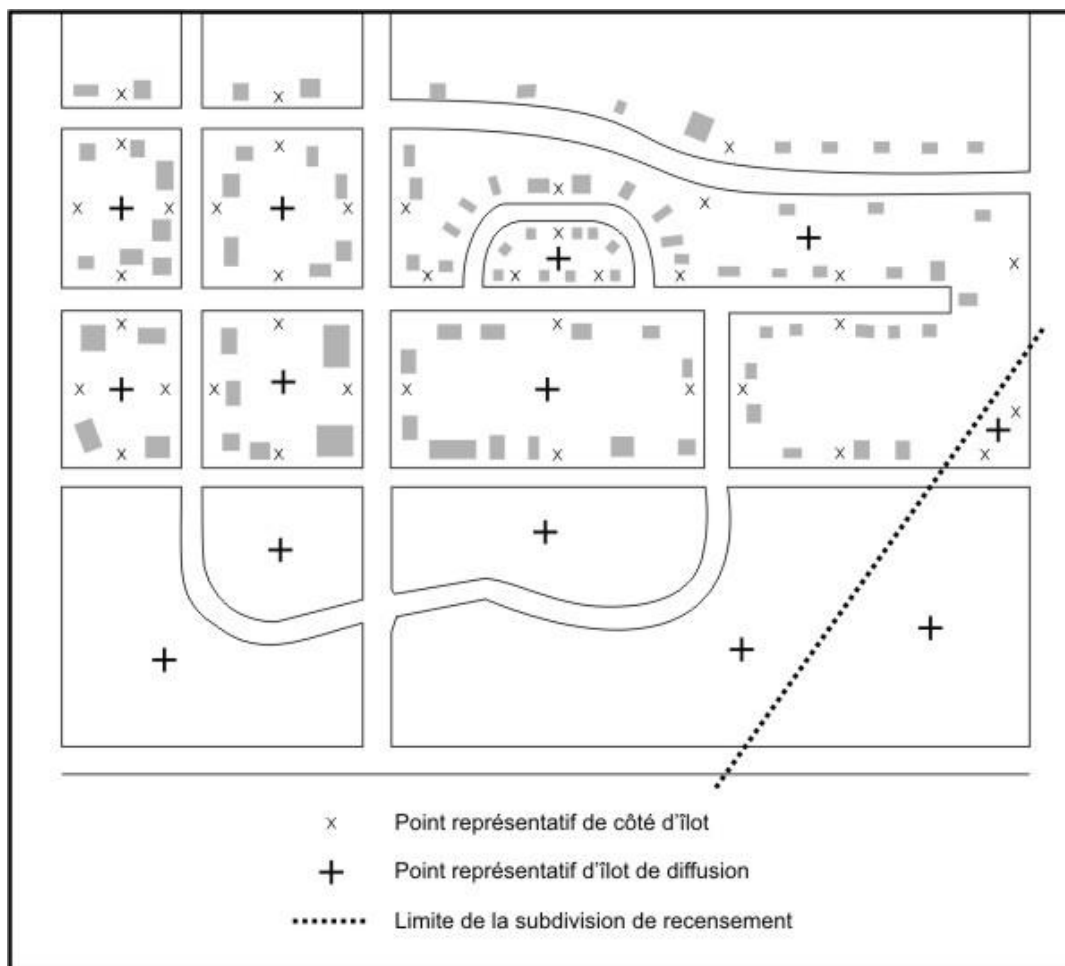 Point représentatif de côté d'îlot
Point représentatif d'îlot de diffusion
Limite de la subdivision de recensement